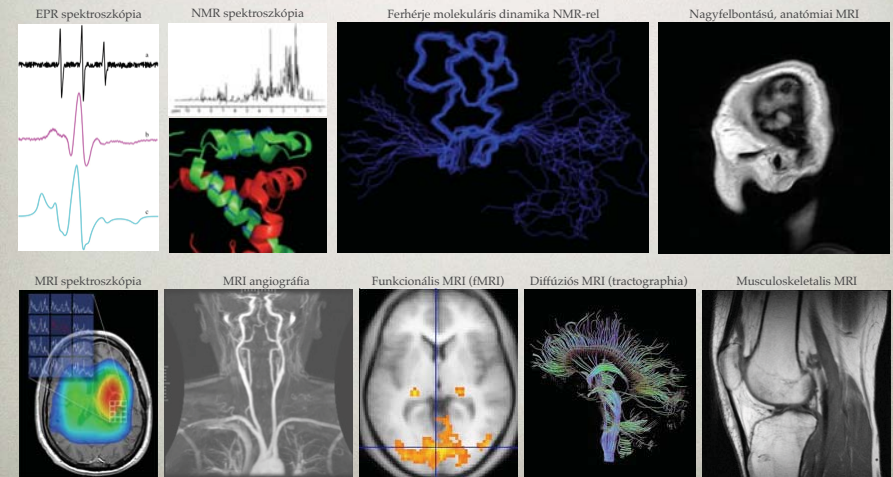 EPR spektroszkópia
NMR spektroszkópia
Ferhérje molekuláris dinamika NMR-rel
Nagyfelbontású, anatómiai MRI
a
b
c
MRI spektroszkópia
MRI angiográfia
Funkcionális MRI (fMRI)
Diffúziós MRI (tractographia)
Musculoskeletalis MRI